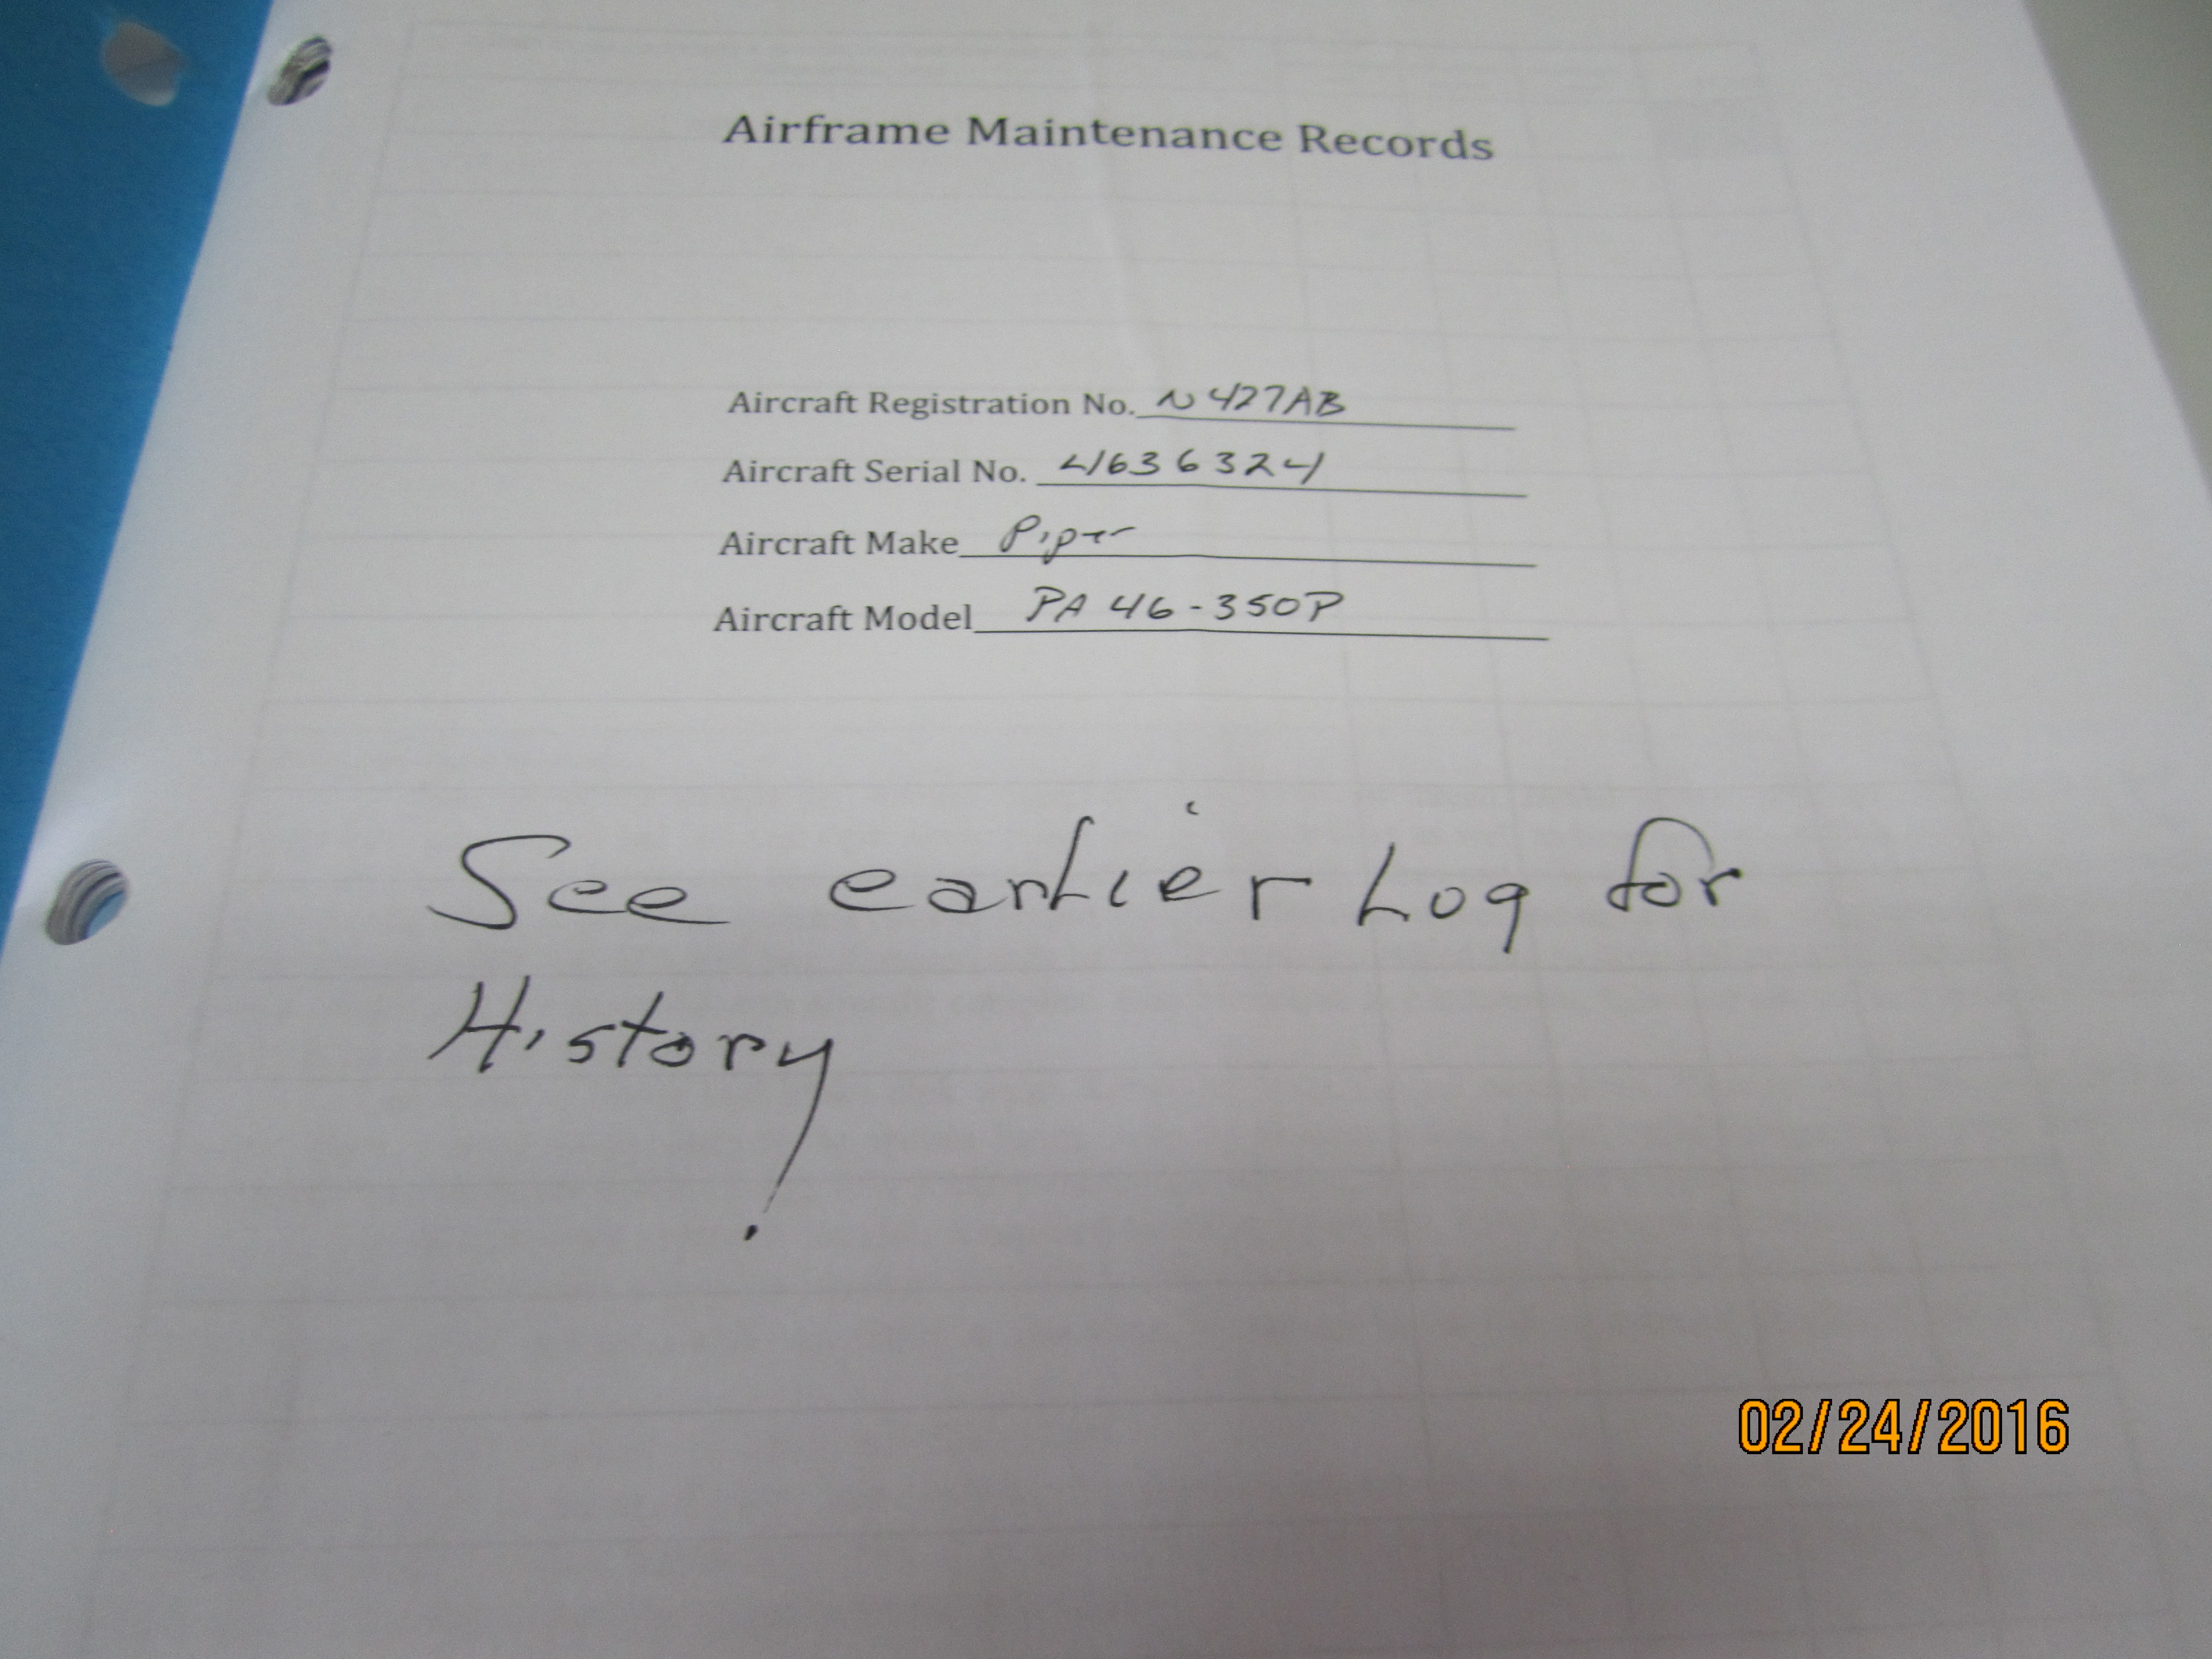 Airframe Maintenance Records
Aircraft Registration No. N427AB
Aircraft Serial No. 4636324
Aircraft Make Piper
Aircraft Model PA 46-350P
See earlier Log for
History
02/24/2016